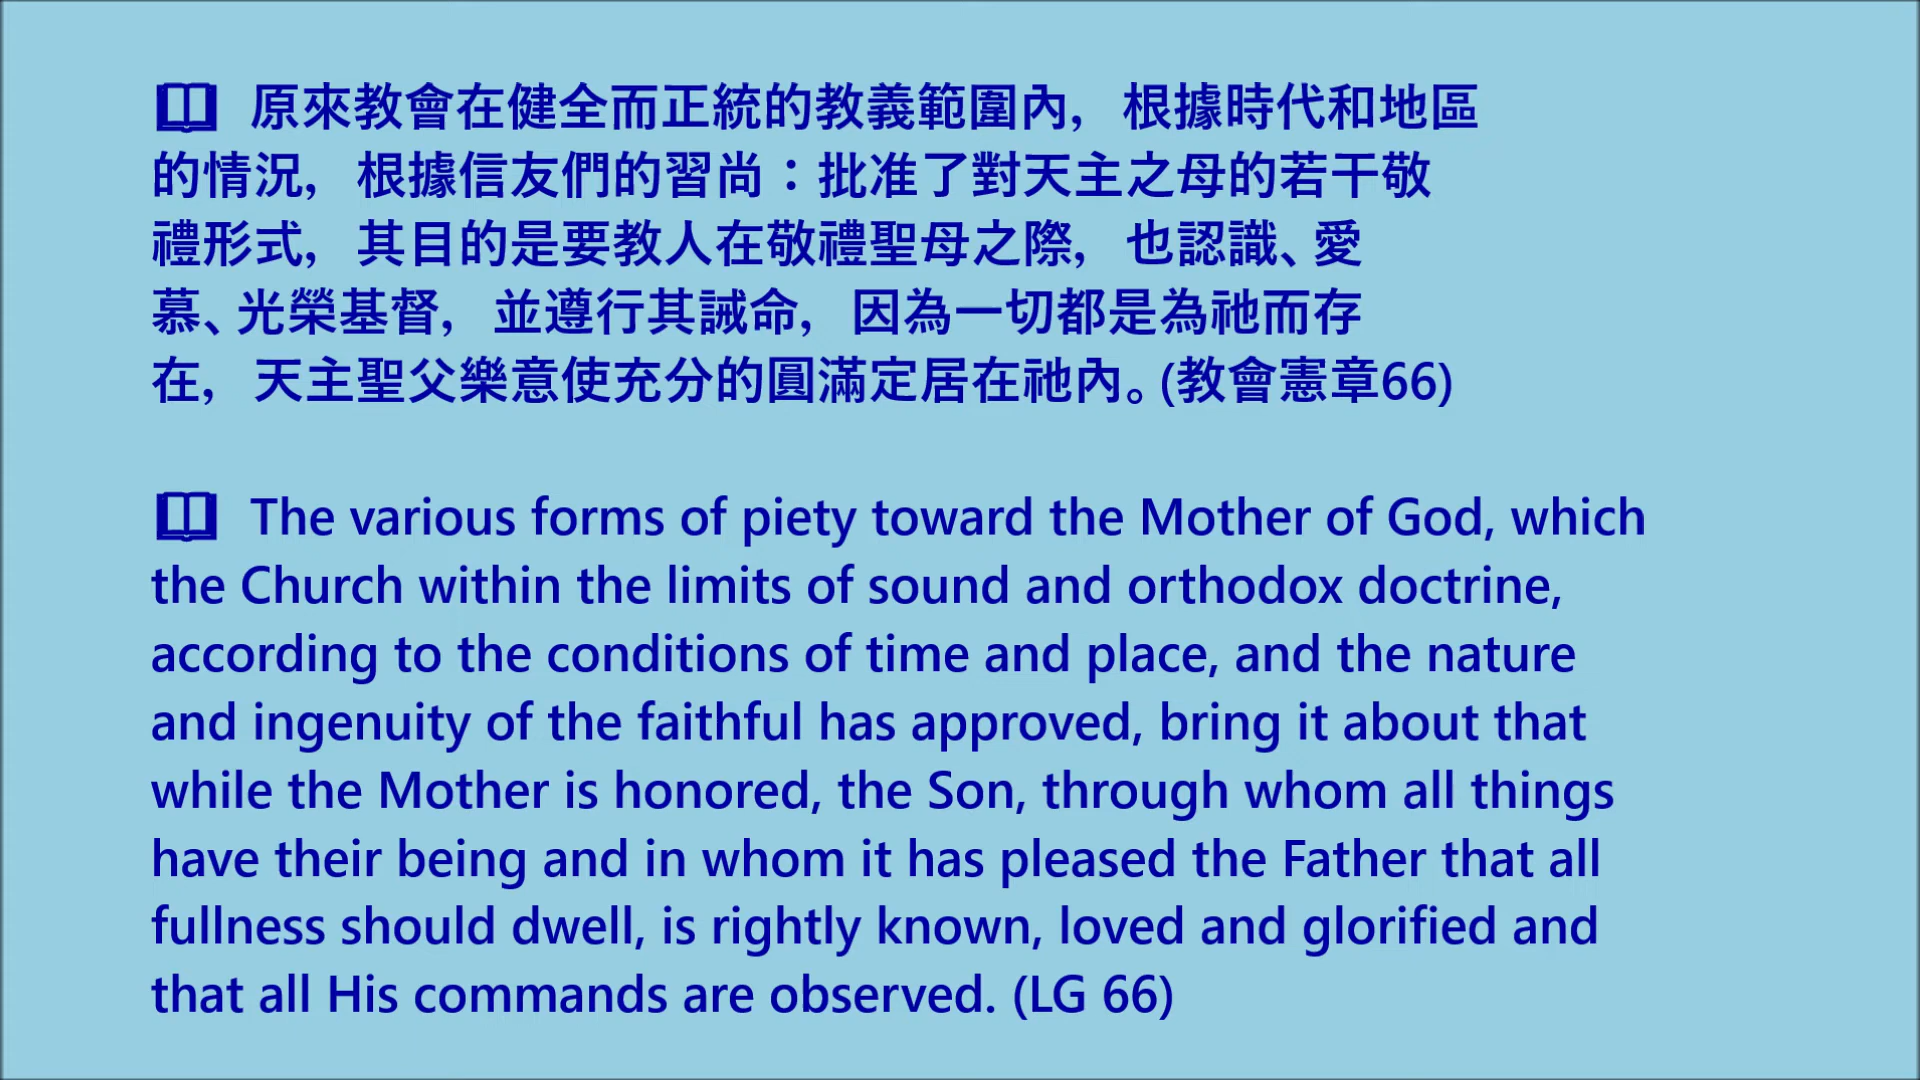 🕮 原來教會在健全而正統的教義範圍內, 根據時代和地區
的情況, 根據信友們的習尚：批准了對天主之母的若干敬
禮形式, 其目的是要教人在敬禮聖母之際, 也認識、愛
慕、光榮基督, 並遵行其誡命, 因為一切都是為祂而存
在, 天主聖父樂意使充分的圓滿定居在祂內。(教會憲章66)
🕮 The various forms of piety toward the Mother of God, which
the Church within the limits of sound and orthodox doctrine,
according to the conditions of time and place, and the nature
and ingenuity of the faithful has approved, bring it about that
while the Mother is honored, the Son, through whom all things
have their being and in whom it has pleased the Father that all
fullness should dwell, is rightly known, loved and glorified and
that all His commands are observed. (LG 66)